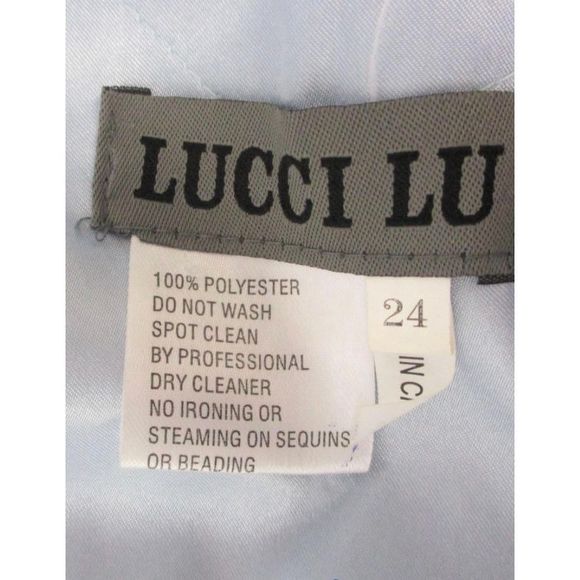 LUCCI LU
100% POLYESTER
DO NOT WASH
SPOT CLEAN
BY PROFESSIONAL
DRY CLEANER
NO IRONING OR
STEAMING ON SEQUINS
OR BEADING
24
IN C